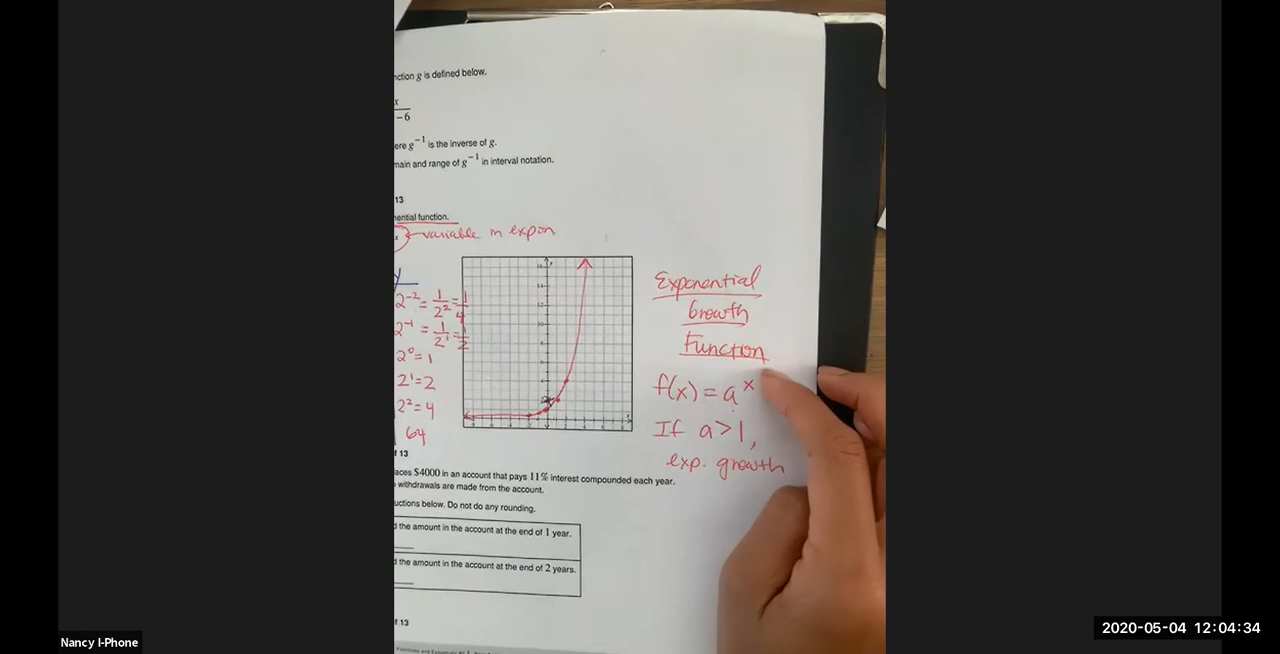 nction g is defined below.
x
-6
ere g⁻¹ is the inverse of g.
main and range of g⁻¹ in interval notation.
13
nential function.
x ← variable in expon
y
2⁻² = 1/2² = 1/4
2⁻¹ = 1/2¹ = 1/2
2⁰ = 1
2¹ = 2
2² = 4
64
Exponential
Growth
Function
f(x) = aˣ
If a > 1,
exp. growth
f 13
aces $4000 in an account that pays 11% interest compounded each year.
withdrawals are made from the account.
uctions below. Do not do any rounding.
d the amount in the account at the end of 1 year.
d the amount in the account at the end of 2 years.
f 13
Nancy I-Phone
2020-05-04 12:04:34